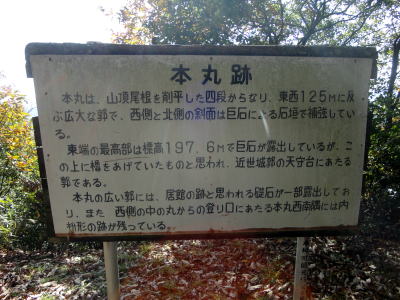 本丸跡
本丸は、山頂尾根を削平した四段からなり、東西125Mに及
ぶ広大な郭で、西側と北側の斜面は巨石による石垣で補強してい
る。
東端の最高部は標高197.6Mで巨石が露出しているが、こ
の上に櫓をあげていたものと思われ、近世城郭の天守台にあたる
郭である。
本丸の広い郭には、居館の跡と思われる礎石が一部露出してお
り、また 西側の中の丸からの登り口にあたる本丸西南隅には内
枡形の跡が残っている。